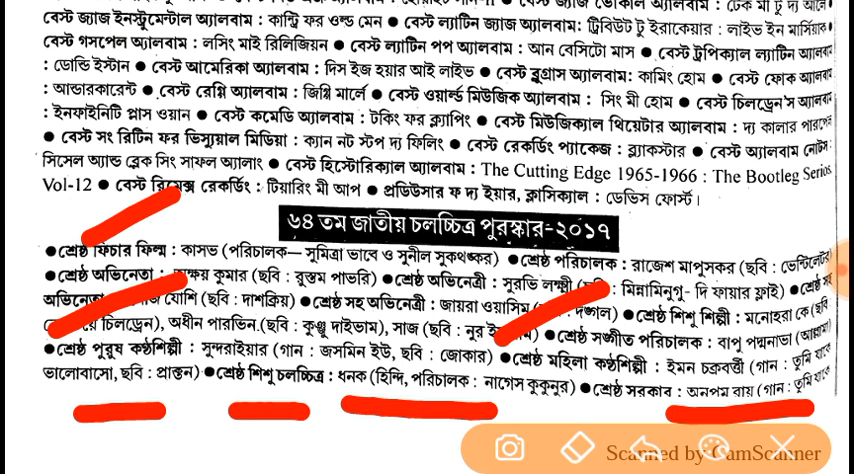 বেস্ট জ্যাজ ইনস্ট্রুমেন্টাল অ্যালবাম : কান্ট্রি ফর ওল্ড মেন ● বেস্ট ল্যাটিন জ্যাজ অ্যালবাম: ট্রিবিউট টু ইরাকেয়ার : লাইভ ইন মার্সিয়াক ●
বেস্ট গসপেল অ্যালবাম : লসিং মাই রিলিজিয়ন ● বেস্ট ল্যাটিন পপ অ্যালবাম : আন বেসিটো মাস ● বেস্ট ট্রপিক্যাল ল্যাটিন অ্যালবাম
: ডোন্ডি ইস্টান ● বেস্ট আমেরিকা অ্যালবাম : দিস ইজ হয়ার আই লাইভ ● বেস্ট ব্লুগ্রাস অ্যালবাম: কামিং হোম ● বেস্ট ফোক অ্যালবাম
: আন্ডারকারেন্ট ● বেস্ট রেগ্নি অ্যালবাম : জিগ্গি মার্লে ● বেস্ট ওয়ার্ল্ড মিউজিক অ্যালবাম : সিং মী হোম ● বেস্ট চিলড্রেন'স অ্যালবাম
: ইনফাইনিটি প্লাস ওয়ান ● বেস্ট কমেডি অ্যালবাম : টকিং ফর ক্ল্যাপিং ● বেস্ট মিউজিক্যাল থিয়েটার অ্যালবাম : দ্য কালার পারপেল
● বেস্ট সং রিটিন ফর ভিস্যুয়াল মিডিয়া : ক্যান নট স্টপ দ্য ফিলিং ● বেস্ট রেকর্ডিং প্যাকেজ : ব্ল্যাকস্টার ● বেস্ট অ্যালবাম নোটস :
সিসেল অ্যান্ড ব্লেক সিং সাফল অ্যালাং ● বেস্ট হিস্টোরিক্যাল অ্যালবাম : The Cutting Edge 1965-1966 : The Bootleg Serios
Vol-12 ● বেস্ট রিমেক্স রেকর্ডিং : টিয়ারিং মী আপ ● প্রডিউসার ফ দ্য ইয়ার, ক্লাসিক্যাল : ডেভিস ফোর্স্ট।
৬৪ তম জাতীয় চলচ্চিত্র পুরস্কার-২০১৭
●শ্রেষ্ঠ ফিচার ফিল্ম : কাসভ (পরিচালক— সুমিত্রা ভাবে ও সুনীল সুকথঙ্কর) ●শ্রেষ্ঠ পরিচালক : রাজেশ মাপুসকর (ছবি : ভেন্টিলেটর)
●শ্রেষ্ঠ অভিনেতা : অক্ষয় কুমার (ছবি : রুস্তম পাভরি) ●শ্রেষ্ঠ অভিনেত্রী : সুরভি লক্ষ্মী : মিন্নামিনুগু- দি ফায়ার ফ্লাই) ●শ্রেষ্ঠ সহ
অভিনেতা যোশি (ছবি : দাশক্রিয়) ●শ্রেষ্ঠ সহ অভিনেত্রী : জায়রা ওয়াসিম : দঙ্গল) ●শ্রেষ্ঠ শিশু শিল্পী : মনোহরা কে (ছবি
চিলড্রেন), অধীন পারভিন.(ছবি : কুঞ্জু দাইভাম), সাজ (ছবি : নুর ●শ্রেষ্ঠ সঙ্গীত পরিচালক : বাপু পদ্মনাভা (আল্লামা)
●শ্রেষ্ঠ পুরুষ কণ্ঠশিল্পী : সুন্দরাইয়ার (গান : জসমিন ইউ, ছবি : জোকার) ●শ্রেষ্ঠ মহিলা কণ্ঠশিল্পী : ইমন চক্রবর্ত্তী (গান : তুমি যাকে
ভালোবাসো, ছবি : প্রাক্তন) ●শ্রেষ্ঠ শিশু চলচ্চিত্র : ধনক (হিন্দি, পরিচালক : নাগেস কুকুনুর) ●শ্রেষ্ঠ সরকার : অনুপম রায় (গান : তুমি যাকে
Scanned by CamScanner